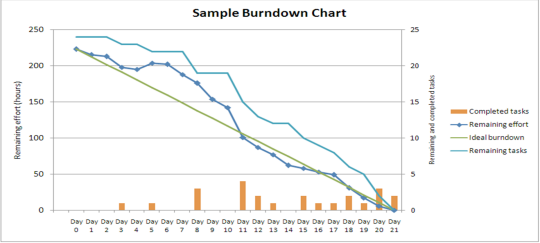 Sample Burndown Chart
250
200
150
100
50
0
Remaining effort (hours)
25
20
15
10
5
0
Remaining and completed tasks
Day 0
Day 1
Day 2
Day 3
Day 4
Day 5
Day 6
Day 7
Day 8
Day 9
Day 10
Day 11
Day 12
Day 13
Day 14
Day 15
Day 16
Day 17
Day 18
Day 19
Day 20
Day 21
Completed tasks
Remaining effort
Ideal burndown
Remaining tasks